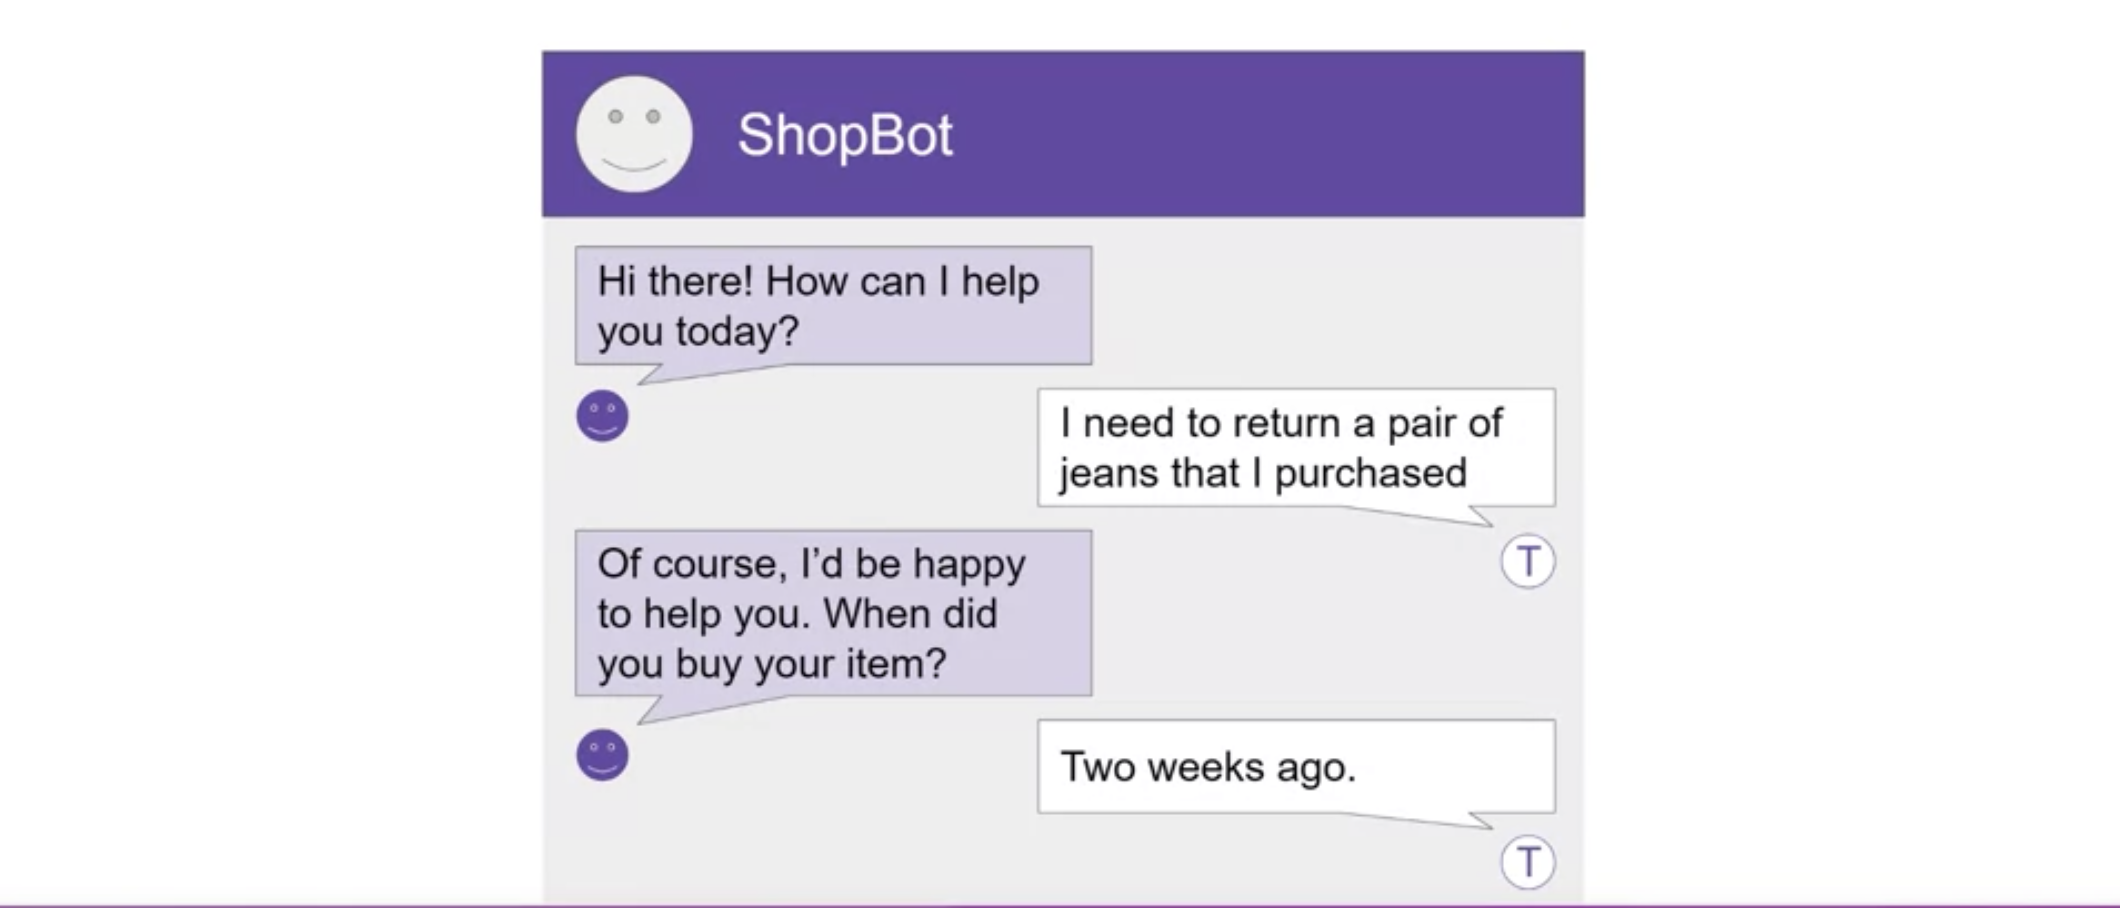 ShopBot
Hi there! How can I help
you today?
I need to return a pair of
jeans that I purchased
T
Of course, I’d be happy
to help you. When did
you buy your item?
Two weeks ago.
T